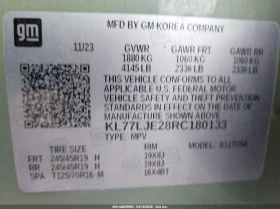 gm
MFD BY GM-KOREA COMPANY
11/23
GVWR GAWR FRT GAWR RR
1880 KG 1060 KG 1060 KG
4145 LB 2336 LB 2336 LB
THIS VEHICLE CONFORMS TO ALL
APPLICABLE U.S. FEDERAL MOTOR
VEHICLE SAFETY, BUMPER, AND THEFT
PREVENTION STANDARDS IN EFFECT
ON THE DATE OF MANUFACTURE
SHOWN ABOVE.
KL77LJE28RC180133
TYPE: MPV
TIRE SIZE RIM
FRT 245/45R19 H 19X8J
RR 245/45R19 H 19X8J
SPA T125/70R16 M 16X4BT